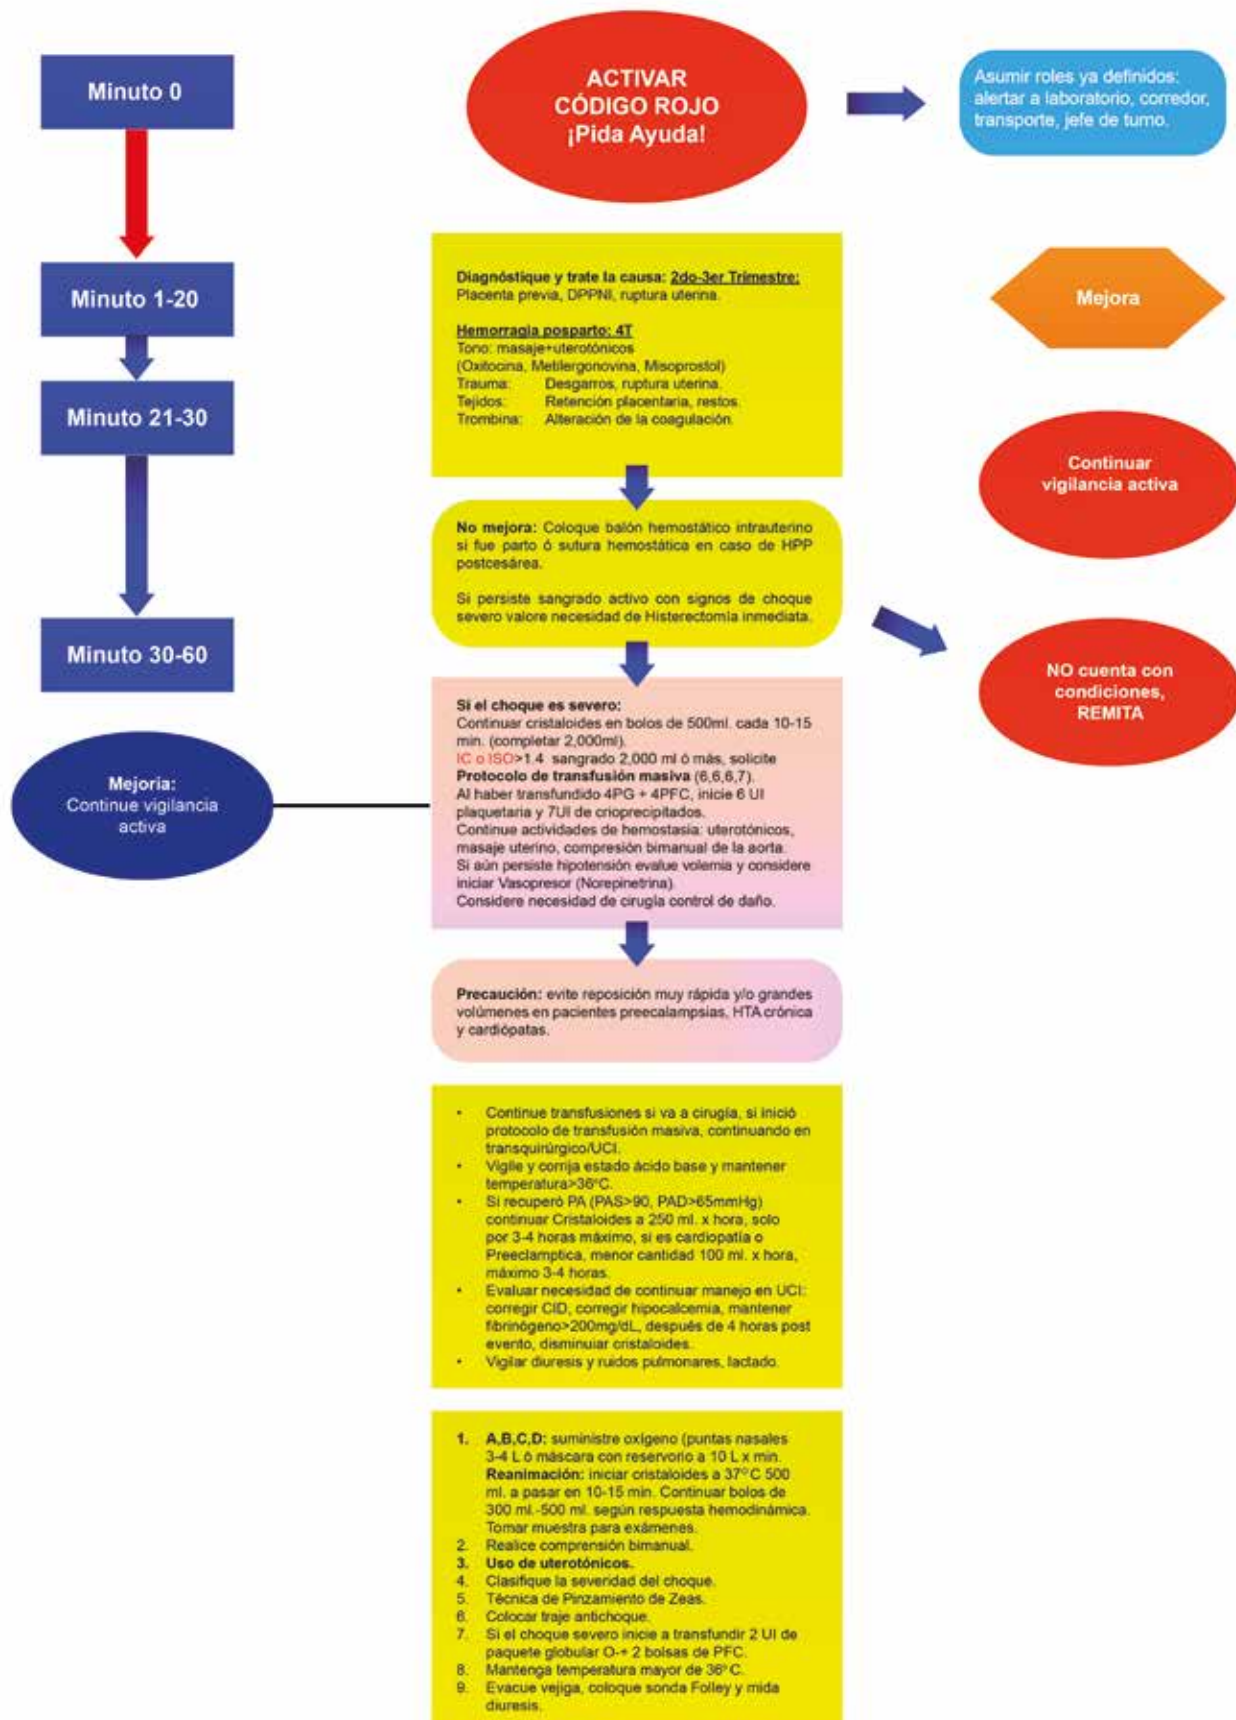 Minuto 0
Minuto 1-20
Minuto 21-30
Minuto 30-60
Mejoria:
Continue vigilancia
activa
ACTIVAR
CÓDIGO ROJO
¡Pida Ayuda!
Asumir roles ya definidos:
alertar a laboratorio, corredor,
transporte, jefe de turno.
Diagnóstique y trate la causa: 2do-3er Trimestre:
Placenta previa, DPPNI, ruptura uterina.
Hemorragia posparto: 4T
Tono: masaje+uterotónicos
(Oxitocina, Metilergonovina, Misoprostol)
Trauma: Desgarros, ruptura uterina.
Tejidos: Retención placentaria, restos.
Trombina: Alteración de la coagulación.
Mejora
Continuar
vigilancia activa
No mejora: Coloque balón hemostático intrauterino
si fue parto ó sutura hemostática en caso de HPP
postcesárea.
Si persiste sangrado activo con signos de choque
severo valore necesidad de Histerectomía inmediata.
NO cuenta con
condiciones,
REMITA
Si el choque es severo:
Continuar cristaloides en bolos de 500ml. cada 10-15
min. (completar 2,000ml).
IC o ISO>1.4 sangrado 2,000 ml ó más, solicite
Protocolo de transfusión masiva (6,6,6,7).
Al haber transfundido 4PG + 4PFC, inicie 6 UI
plaquetaria y 7UI de crioprecipitados.
Continue actividades de hemostasia: uterotónicos,
masaje uterino, compresión bimanual de la aorta.
Si aún persiste hipotensión evalue volemia y considere
iniciar Vasopresor (Norepinetrina).
Considere necesidad de cirugía control de daño.
Precaución: evite reposición muy rápida y/o grandes
volúmenes en pacientes preecalampsias, HTA crónica
y cardiópatas.
• Continue transfusiones si va a cirugía, si inició
protocolo de transfusión masiva, continuando en
transquirúrgico/UCI.
• Vigile y corrija estado ácido base y mantener
temperatura>36°C.
• Si recuperó PA (PAS>90, PAD>65mmHg)
continuar Cristaloides a 250 ml. x hora, solo
por 3-4 horas máximo, si es cardiopatía o
Preeclamptica, menor cantidad 100 ml. x hora,
máximo 3-4 horas.
• Evaluar necesidad de continuar manejo en UCI:
corregir CID, corregir hipocalcemia, mantener
fibrinógeno>200mg/dL, después de 4 horas post
evento, disminuiar cristaloides.
• Vigilar diuresis y ruidos pulmonares, lactado.
1. A,B,C,D: suministre oxígeno (puntas nasales
3-4 L ò máscara con reservorio a 10 L x min.
Reanimación: iniciar cristaloides a 37°C 500
ml. a pasar en 10-15 min. Continuar bolos de
300 ml.-500 ml. según respuesta hemodinámica.
Tomar muestra para exámenes.
2. Realice comprensión bimanual.
3. Uso de uterotónicos.
4. Clasifique la severidad del choque.
5. Técnica de Pinzamiento de Zeas.
6. Colocar traje antichoque.
7. Si el choque severo inicie a transfundir 2 UI de
paquete globular O-+ 2 bolsas de PFC.
8. Mantenga temperatura mayor de 36°C.
9. Evacue vejiga, coloque sonda Folley y mida
diuresis.